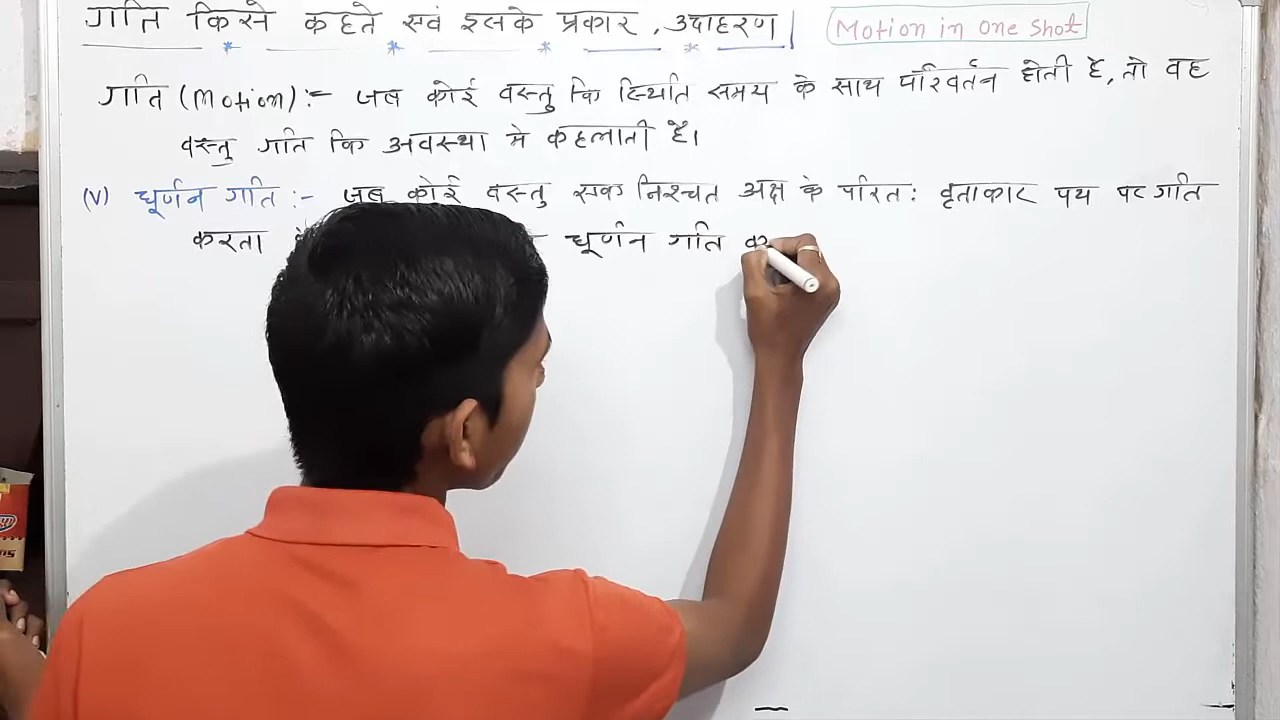 गति किसे कहते एवं इसके प्रकार, उदाहरण
Motion in one shot
गति (Motion) :- जब कोई वस्तु कि स्थिति समय के साथ परिवर्तन होती है, तो वह
वस्तु गति कि अवस्था मे कहलाती है।
(V) घूर्णन गति :- जब कोई वस्तु एक निश्चत अक्ष के परित: वृताकार पथ पर गति
करता घूर्णन गति क